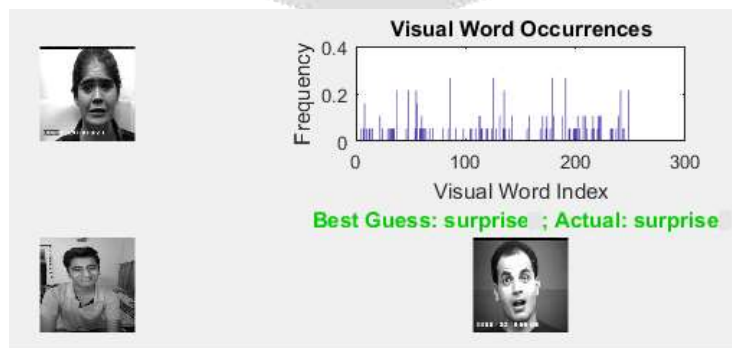 Visual Word Occurrences
Frequency
0.4
0.2
0
0
100
200
300
Visual Word Index
Best Guess: surprise ; Actual: surprise